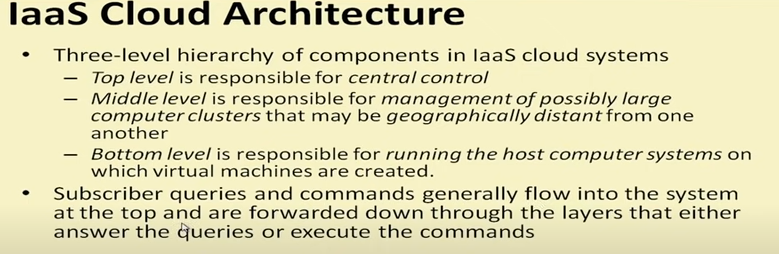 IaaS Cloud Architecture
• Three-level hierarchy of components in IaaS cloud systems
– Top level is responsible for central control
– Middle level is responsible for management of possibly large
computer clusters that may be geographically distant from one
another
– Bottom level is responsible for running the host computer systems on
which virtual machines are created.
• Subscriber queries and commands generally flow into the system
at the top and are forwarded down through the layers that either
answer the queries or execute the commands